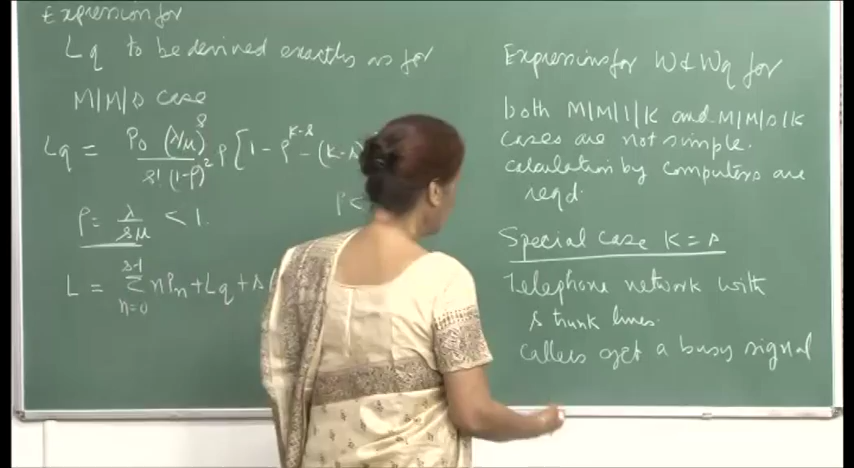 Expression for
Lq to be derived exactly as for
M|M|s case
Lq = P0 (λ/μ)^s ρ / s! (1-ρ)^2 [1 - ρ^{k-s} - (k-s)
ρ = λ/sμ < 1.
L = Σ_{n=0}^{s-1} nPn + Lq + s
Expressions for W & Wq for
both M|M|1|K and M|M|s|K
cases are not simple.
calculation by computers are
reqd.
Special case K = s
Telephone network with
s trunk lines.
callers get a busy signal